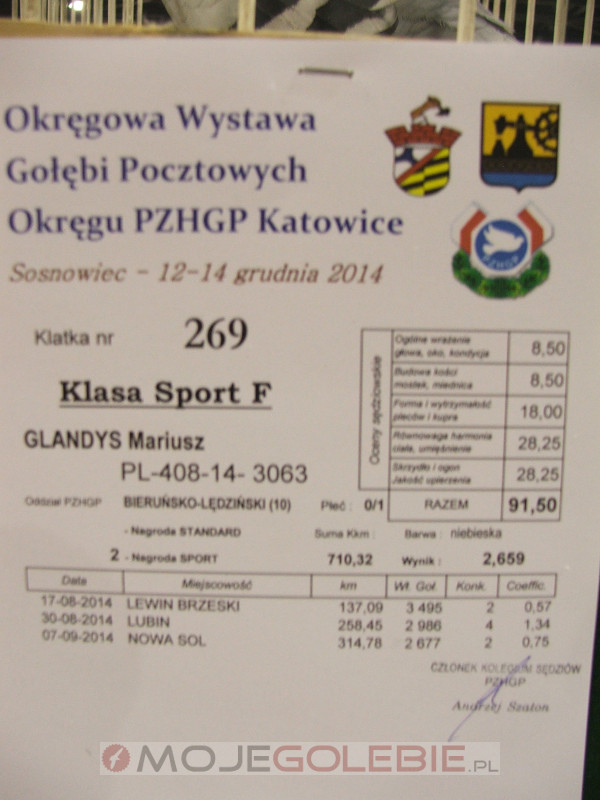 Okręgowa Wystawa
Gołębi Pocztowych
Okręgu PZHGP Katowice
PZHGP
Sosnowiec - 12-14 grudnia 2014
Klatka nr 269
Klasa Sport F
GLANDYS Mariusz
PL-408-14- 3063
Oceny sędziowskie
Ogólne wrażenie
głowa, oko, kondycja 8,50
Budowa kości
mostek, miednica 8,50
Forma i wytrzymałość
pleców i kupra 18,00
Równowaga harmonia
ciała, umięśnienie 28,25
Skrzydło i ogon
Jakość upierzenia 28,25
RAZEM 91,50
Oddział PZHGP BIERUŃSKO-LĘDZIŃSKI (10) Płeć : 0/1
- Nagroda STANDARD Suma Kkm : Barwa : niebieska
2 - Nagroda SPORT 710,32 Wynik : 2,659
Data Miejscowość km Wł. Goł. Konk. Coeffic.
17-08-2014 LEWIN BRZESKI 137,09 3 495 2 0,57
30-08-2014 LUBIN 258,45 2 986 4 1,34
07-09-2014 NOWA SOL 314,78 2 677 2 0,75
CZŁONEK KOLEGIUM SĘDZIÓW
PZHGP
Andrzej Szaton
MOJEGOLEBIE.PL